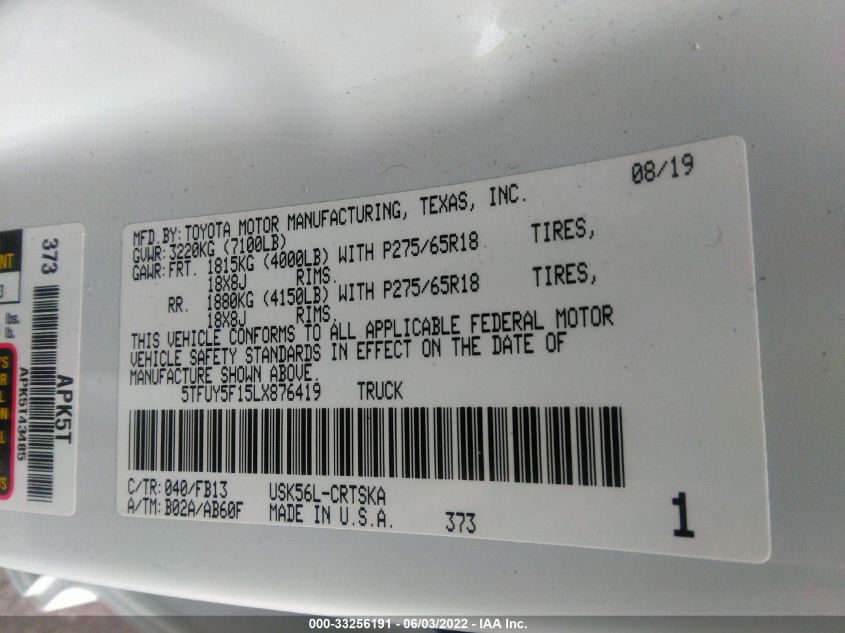 08/19
MFD.BY:TOYOTA MOTOR MANUFACTURING, TEXAS, INC.
GVWR:3220KG (7100LB)
GAWR:FRT. 1815KG (4000LB) WITH P275/65R18 TIRES,
18X8J RIMS.
RR. 1880KG (4150LB) WITH P275/65R18 TIRES,
18X8J RIMS.
THIS VEHICLE CONFORMS TO ALL APPLICABLE FEDERAL MOTOR
VEHICLE SAFETY STANDARDS IN EFFECT ON THE DATE OF
MANUFACTURE SHOWN ABOVE.
5TFUY5F15LX876419 TRUCK
C/TR:040/FB13 USK56L-CRTSKA
A/TM:B02A/AB60F MADE IN U.S.A. 373 1
373
APK5T
APK5T43485
lbs.
lb.
000-33256191 - 06/03/2022 - IAA Inc.